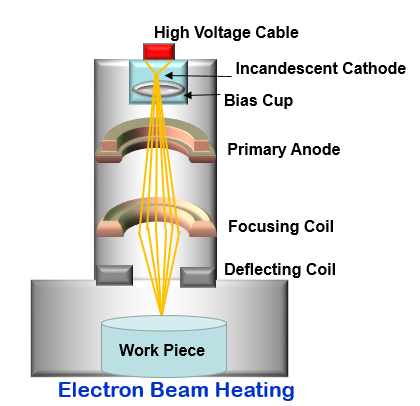 High Voltage Cable
Incandescent Cathode
Bias Cup
Primary Anode
Focusing Coil
Deflecting Coil
Work Piece
Electron Beam Heating